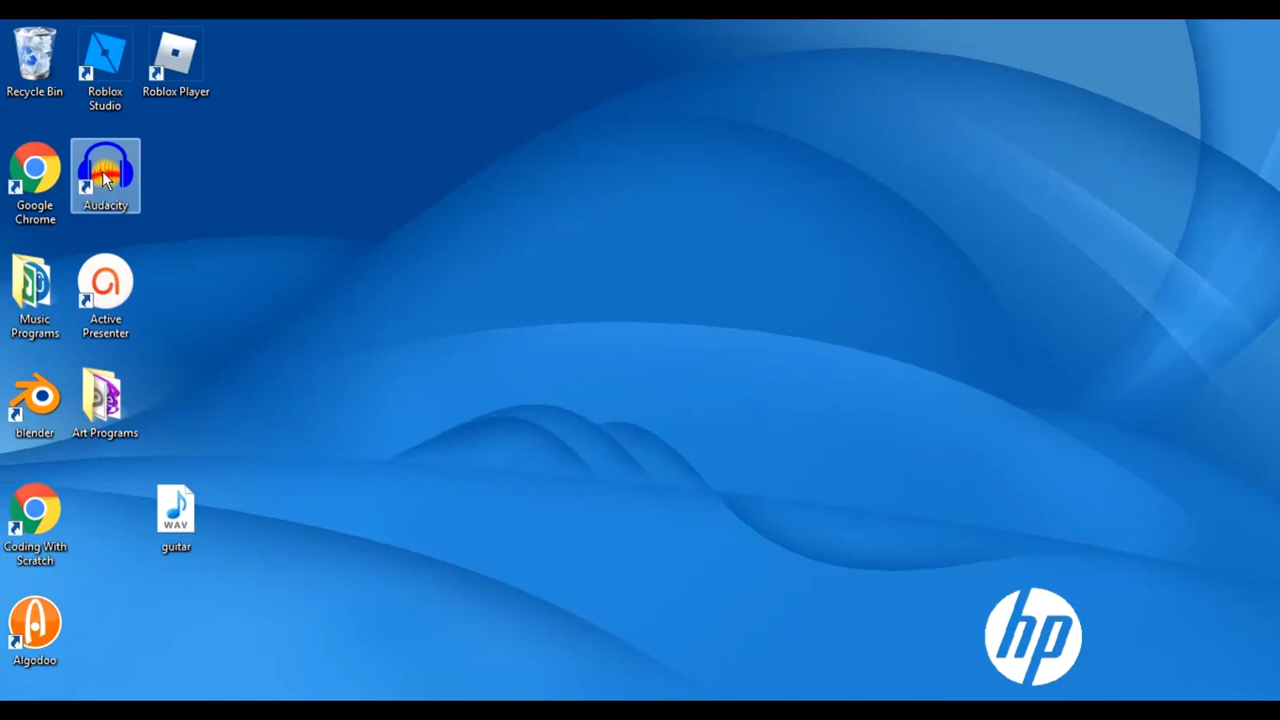 Recycle Bin
Roblox
Studio
Roblox Player
Google
Chrome
Audacity
Music
Programs
Active
Presenter
blender
Art Programs
Coding With
Scratch
WAV
guitar
Algodoo
hp